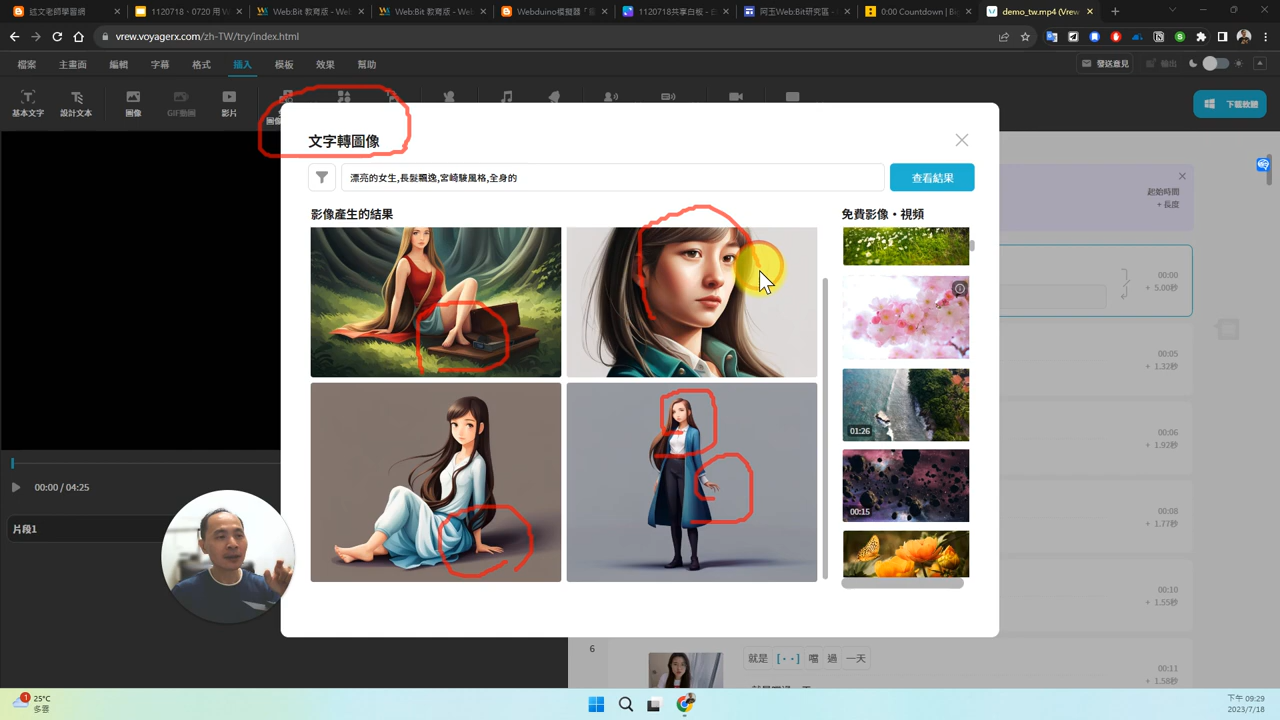 述文老師學習網
1120718 - 0720 用 W
Web:Bit 教育版 - Web
Web:Bit 教育版 - Web
Webduino模擬器「臉
1120718共享白板 -
阿玉Web:Bit研究區 -
0:00 Countdown | Be
demo_tw.mp4 (Vrew
vrew.voyagerx.com/zh-TW/try/index.html
檔案 主畫面 編輯 字幕 格式 插入 模板 效果 幫助
發送意見 輸出
基本文字 設計文本 圖像 GIF動圖 影片
下載軟體
文字轉圖像
漂亮的女生,長髮飄逸,宮崎駿風格,全身的
查看結果
影像產生的結果
免費影像・視頻
起始時間
+ 長度
00:00
+ 5.00秒
00:05
+ 1.32秒
01:26
00:06
+ 1.92秒
00:00 / 04:25
00:15
00:08
+ 1.77秒
片段1
00:10
+ 1.55秒
6
就是 [··] 噹 過 一天
00:11
+ 1.58秒
1
25°C
多雲
下午 09:29
2023/7/18